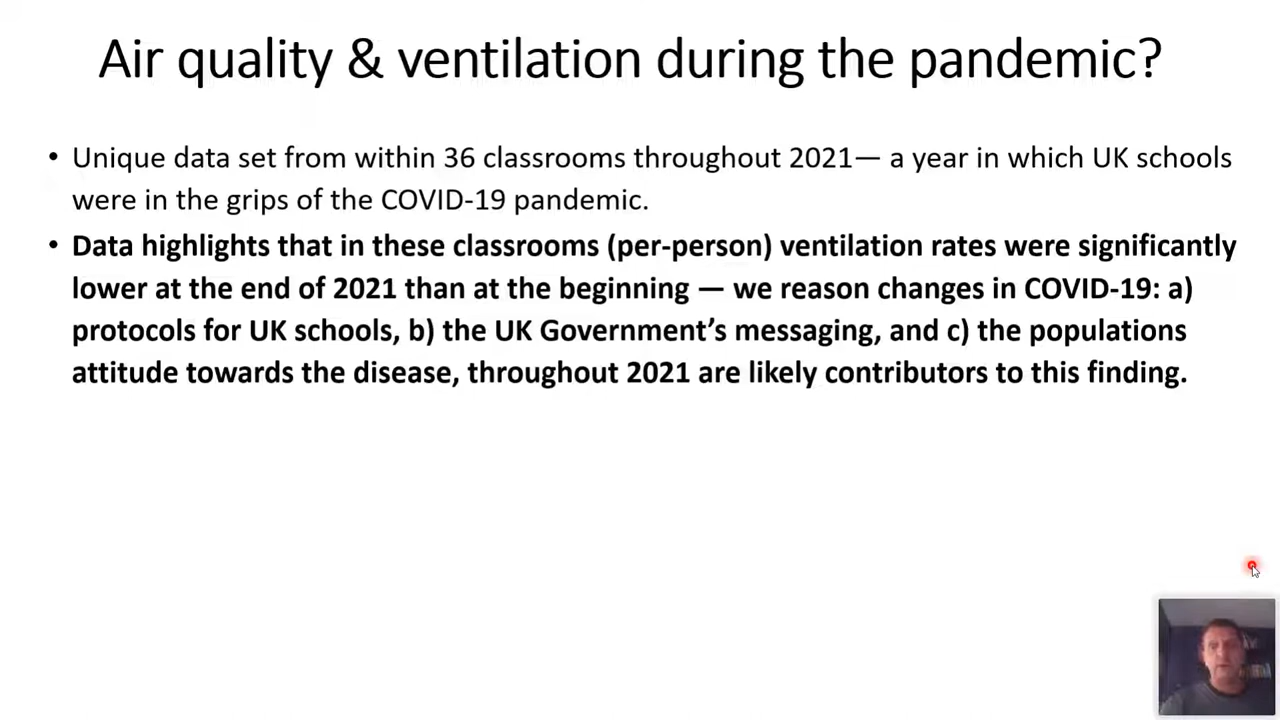 Air quality & ventilation during the pandemic?
• Unique data set from within 36 classrooms throughout 2021— a year in which UK schools
were in the grips of the COVID-19 pandemic.
• Data highlights that in these classrooms (per-person) ventilation rates were significantly
lower at the end of 2021 than at the beginning — we reason changes in COVID-19: a)
protocols for UK schools, b) the UK Government’s messaging, and c) the populations
attitude towards the disease, throughout 2021 are likely contributors to this finding.